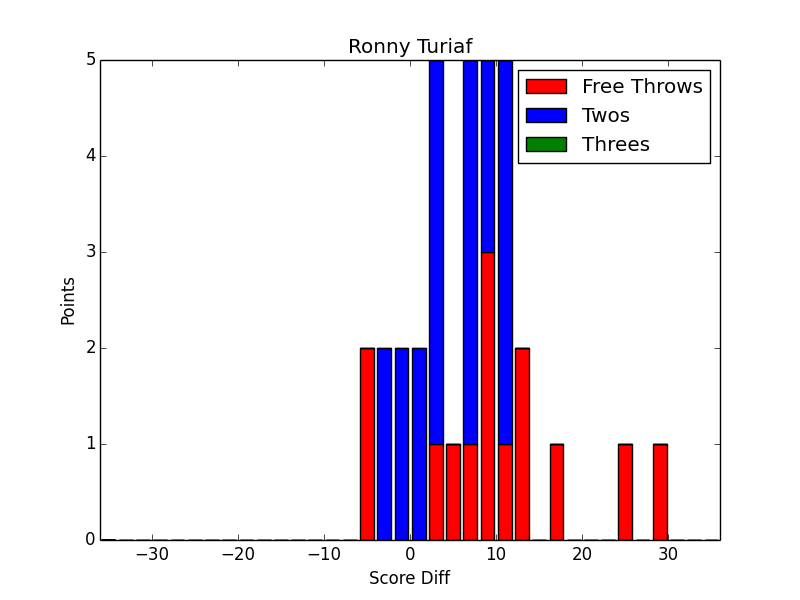 Ronny Turiaf
Free Throws
Twos
Threes
5
4
3
2
1
0
Points
−30 −20 −10 0 10 20 30
Score Diff